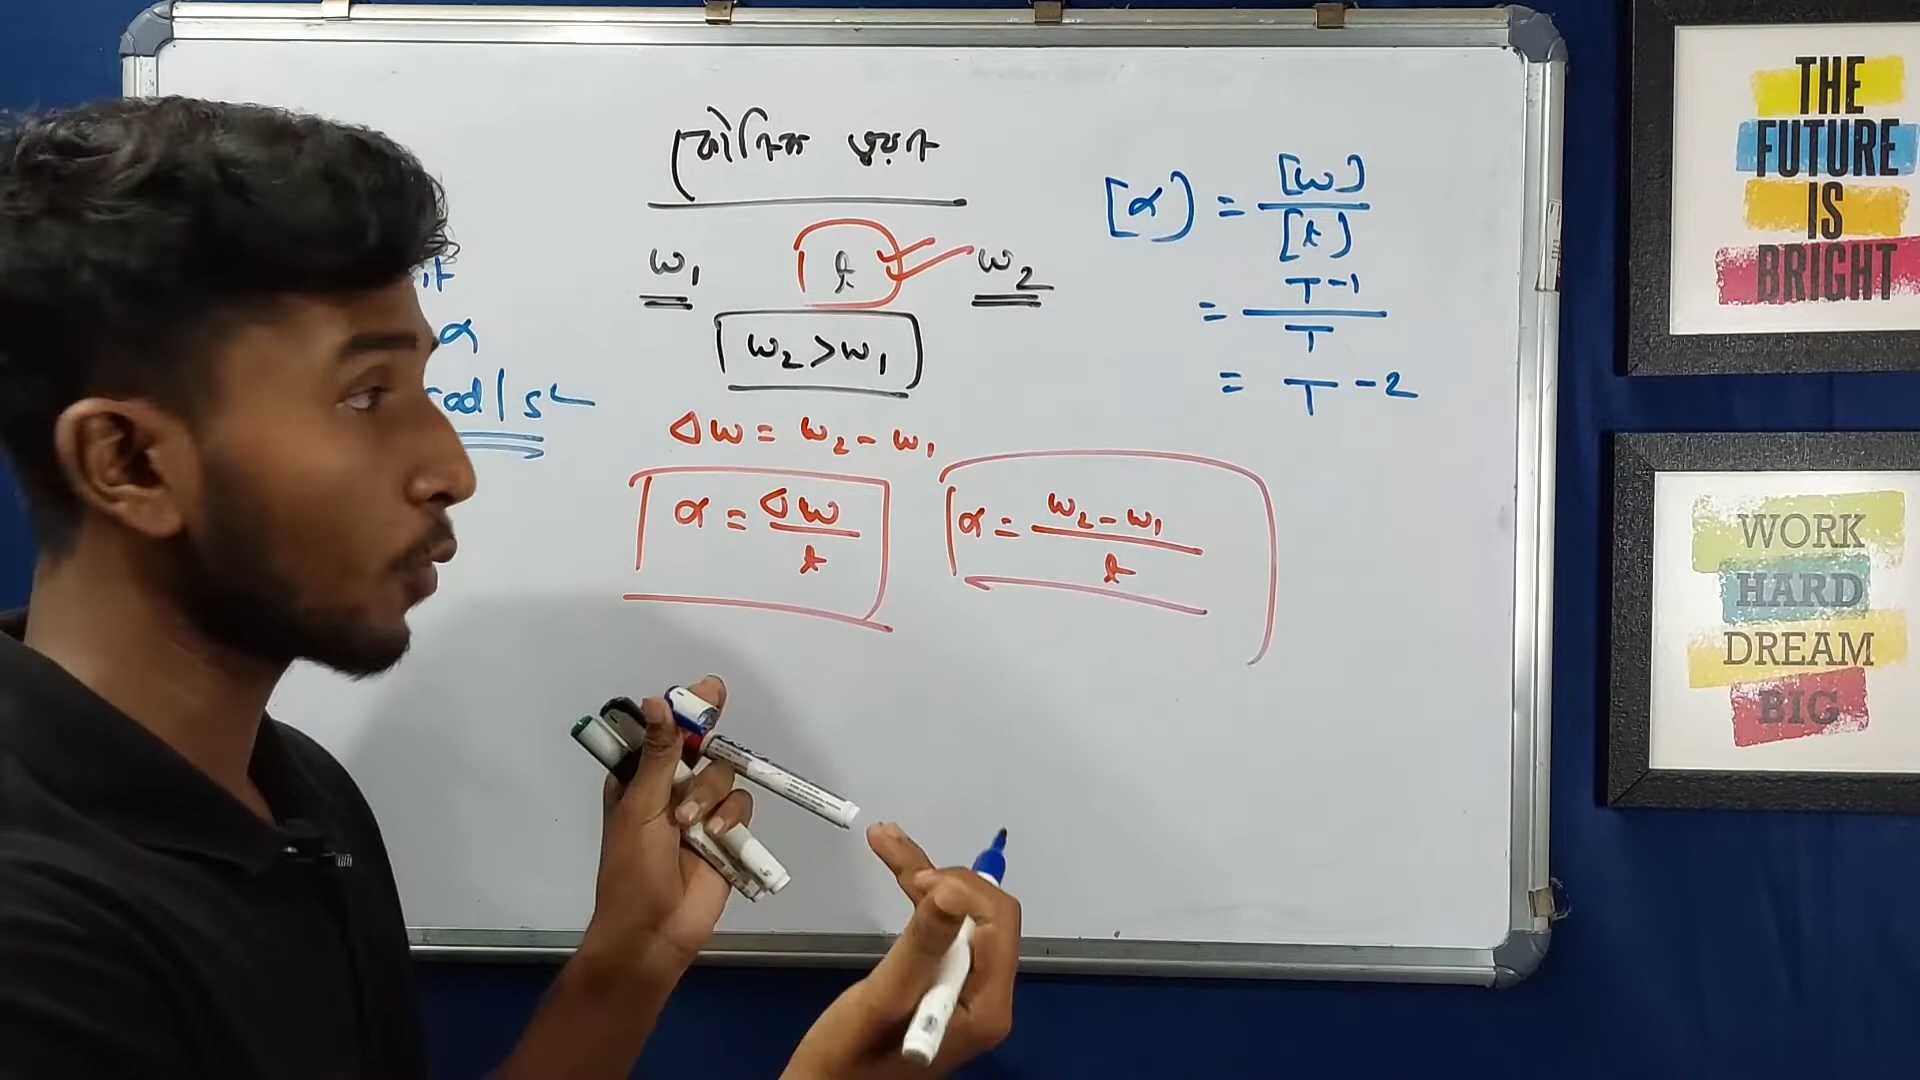 কৌনিক ত্বরণ
ω₁ t ω₂
ω₂ > ω₁
Δω = ω₂ - ω₁
α = Δω / t
α = ω₂ - ω₁ / t
α
rad/s²
[α] = [ω] / [t]
= T⁻¹ / T
= T⁻²
THE
FUTURE
IS
BRIGHT
WORK
HARD
DREAM
BIG